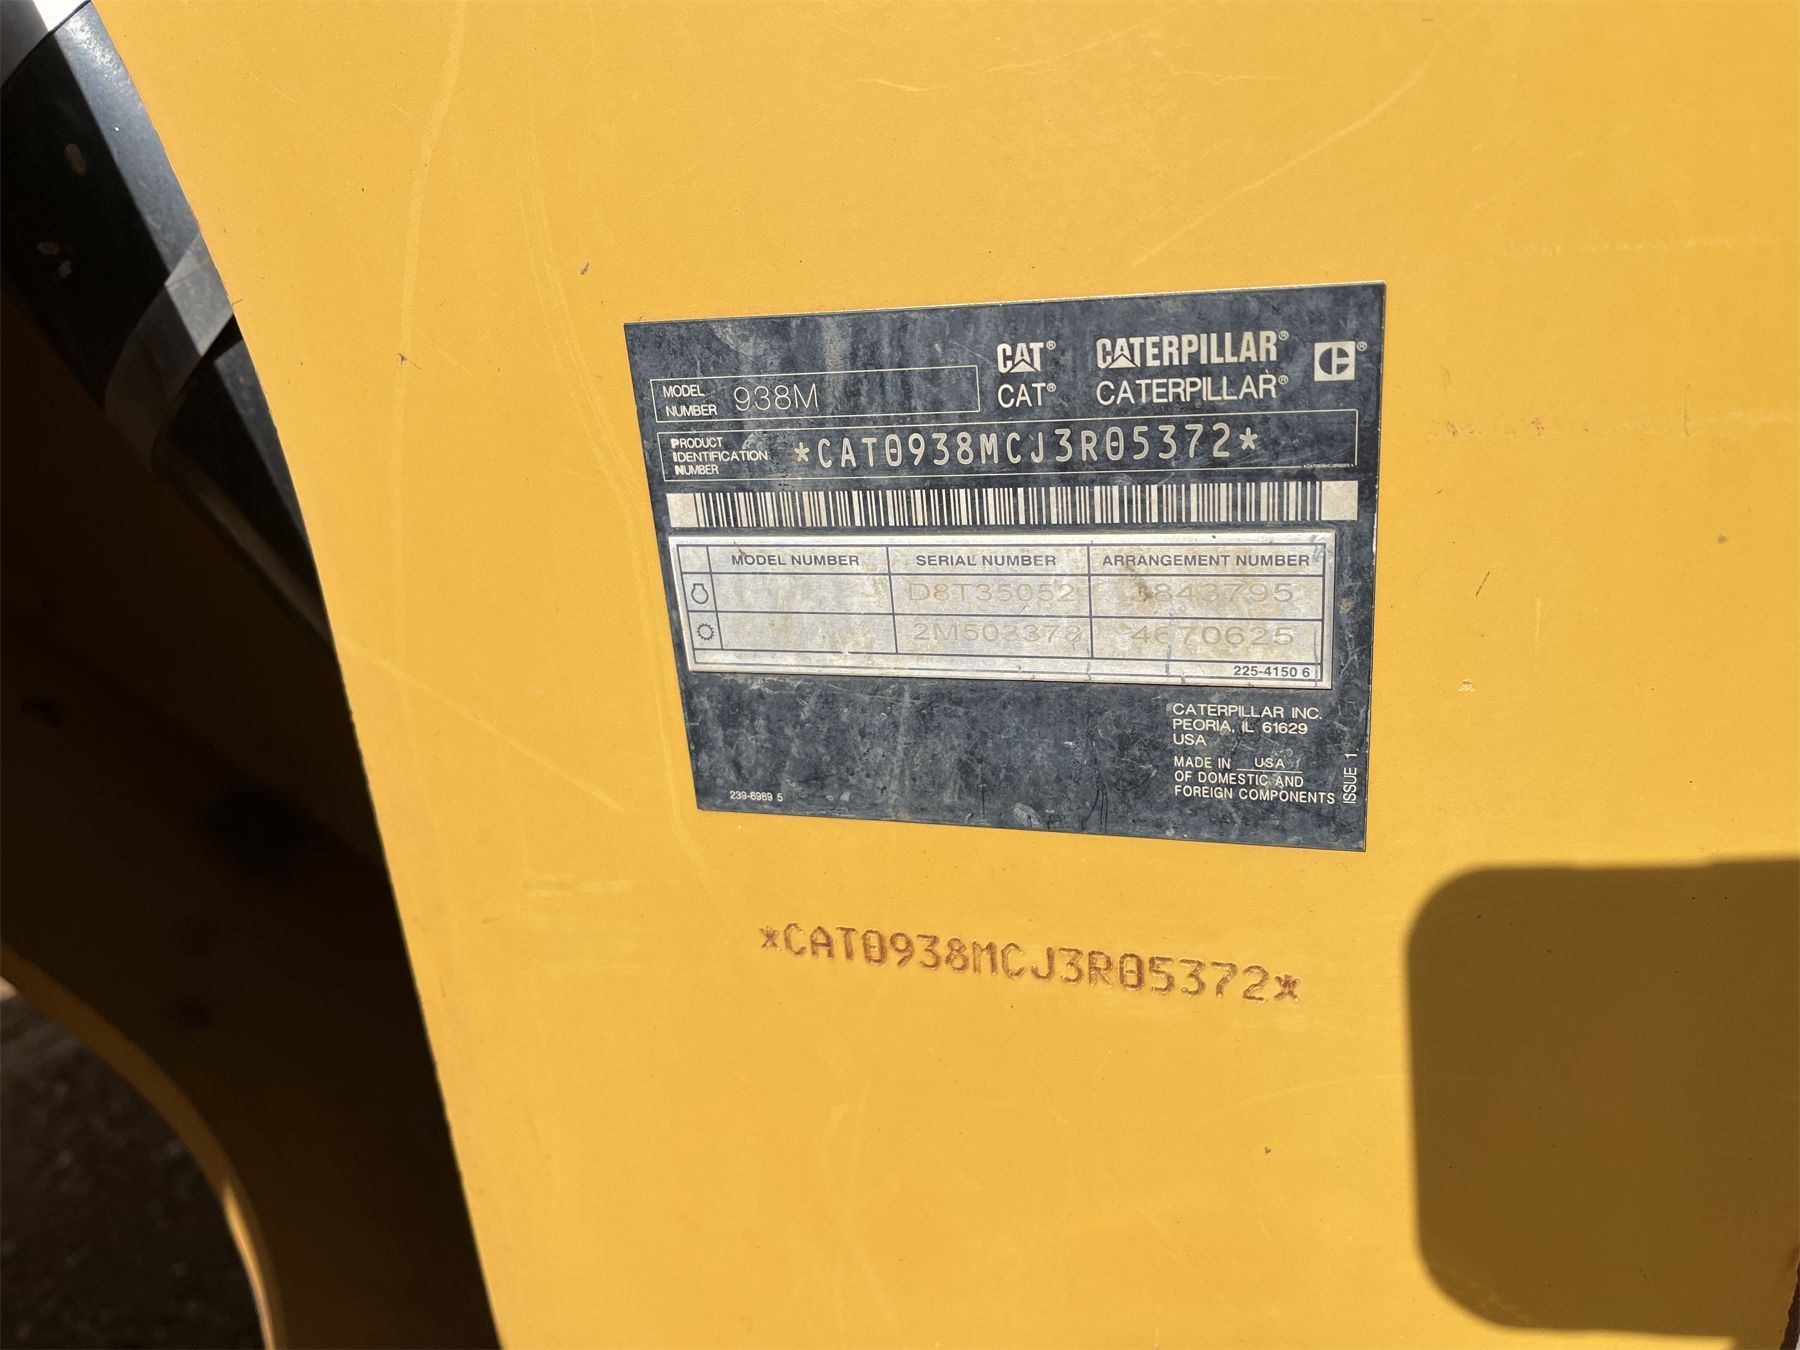 CAT® CATERPILLAR® ®
CAT® CATERPILLAR®
MODEL NUMBER 938M
PRODUCT IDENTIFICATION NUMBER *CAT0938MCJ3R05372*
MODEL NUMBER SERIAL NUMBER ARRANGEMENT NUMBER
D8T35052
2M503378 4670625
225-4150 6
CATERPILLAR INC.
PEORIA, IL 61629
USA
MADE IN USA
OF DOMESTIC AND
FOREIGN COMPONENTS
ISSUE 1
239-6989 5
*CAT0938MCJ3R05372*